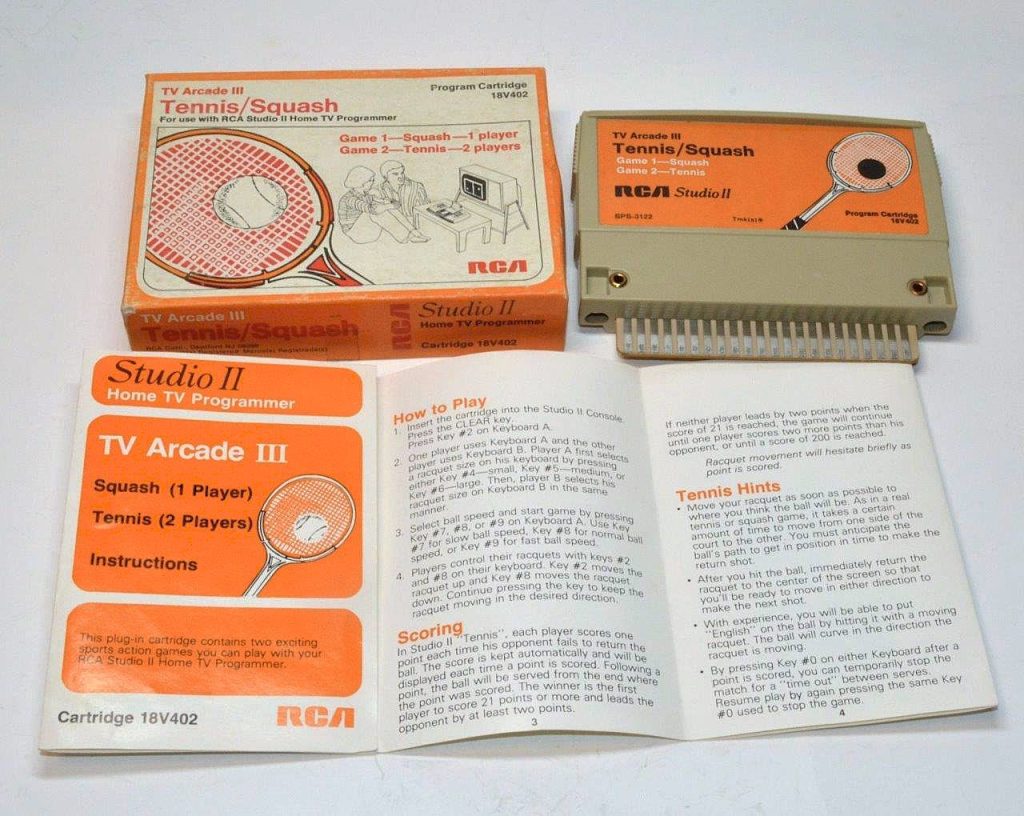 TV Arcade III
Tennis/Squash
For use with RCA Studio II Home TV Programmer
Program Cartridge
18V402
Game 1—Squash—1 player
Game 2—Tennis—2 players
RCA
TV Arcade III
Tennis/Squash
RCA
Studio II
Home TV Programmer
Cartridge 18V402
TV Arcade III
Tennis/Squash
Game 1—Squash
Game 2—Tennis
RCA Studio II
Program Cartridge
18V402
Studio II
Home TV Programmer
TV Arcade III
Squash (1 Player)
Tennis (2 Players)
Instructions
This plug-in cartridge contains two exciting
sports action games you can play with your
RCA Studio II Home TV Programmer.
Cartridge 18V402
RCA
How to Play
1. Insert the cartridge into the Studio II Console
Press the CLEAR key.
Press Key #2 on Keyboard A.
2. One player uses Keyboard A and the other
player uses Keyboard B. Player A first selects
a racquet size on his keyboard by pressing
either Key #4—small, Key #5—medium, or
Key #6—large. Then, player B selects his
racquet size on Keyboard B in the same
manner.
3. Select ball speed and start game by pressing
Key #7, #8, or #9 on Keyboard A. Use Key
#7 for slow ball speed, Key #8 for normal ball
speed, or Key #9 for fast ball speed.
4. Players control their racquets with keys #2
and #8 on their keyboard. Key #2 moves the
racquet up and Key #8 moves the racquet
down. Continue pressing the key to keep the
racquet moving in the desired direction.
Scoring
In Studio II "Tennis", each player scores one
point each time his opponent fails to return the
ball. The score is kept automatically and will be
displayed each time a point is scored. Following a
point, the ball will be served from the end where
the point was scored. The winner is the first
player to score 21 points or more and leads the
opponent by at least two points.
3
If neither player leads by two points when the
score of 21 is reached, the game will continue
until one player scores two more points than his
opponent, or until a score of 200 is reached.
Racquet movement will hesitate briefly as
point is scored.
Tennis Hints
• Move your racquet as soon as possible to
where you think the ball will be. As in a real
tennis or squash game, it takes a certain
amount of time to move from one side of the
court to the other. You must anticipate the
ball's path to get in position in time to make the
return shot.
• After you hit the ball, immediately return the
racquet to the center of the screen so that
you'll be ready to move in either direction to
make the next shot.
• With experience, you will be able to put
"English" on the ball by hitting it with a moving
racquet. The ball will curve in the direction the
racquet is moving.
• By pressing Key #0 on either Keyboard after a
point is scored, you can temporarily stop the
match for a "time out" between serves.
Resume play by again pressing the same Key
#0 used to stop the game.
4